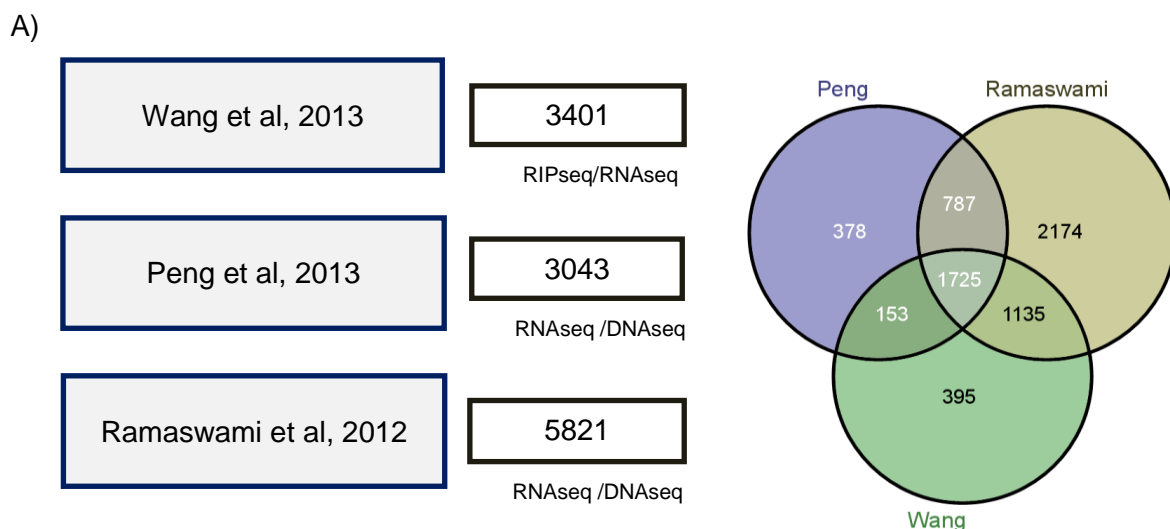 A)
Wang et al, 2013
3401
RIPseq/RNAseq
Peng et al, 2013
3043
RNAseq /DNAseq
Ramaswami et al, 2012
5821
RNAseq /DNAseq
Peng
Ramaswami
787
378
2174
1725
153
1135
395
Wang